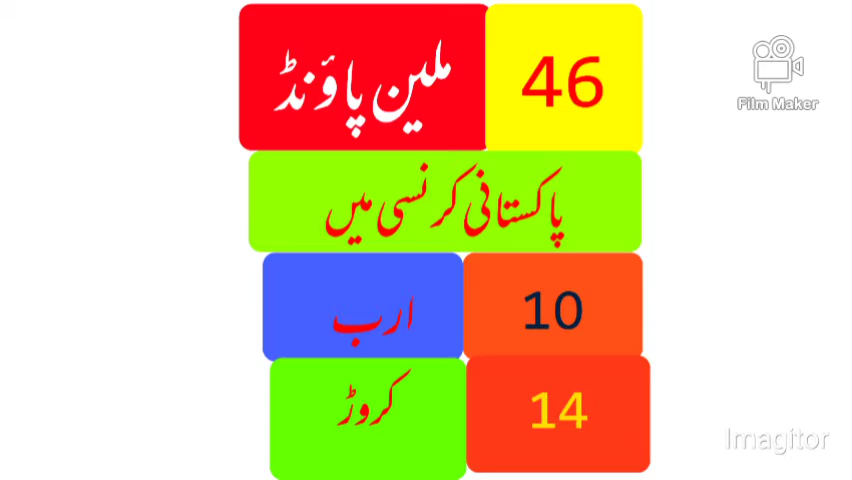 46 ملین پاؤنڈ
پاکستانی کرنسی میں
10 ارب
14 کروڑ
Film Maker
Imagitor